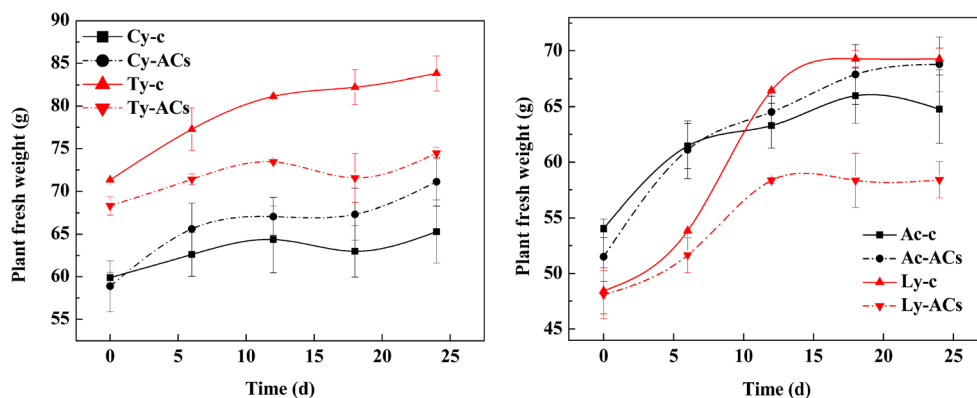 Plant fresh weight (g)
90
85
80
75
70
65
60
55
Cy-c
Cy-ACs
Ty-c
Ty-ACs
0
5
10
15
20
25
Time (d)
Plant fresh weight (g)
70
65
60
55
50
45
Ac-c
Ac-ACs
Ly-c
Ly-ACs
0
5
10
15
20
25
Time (d)